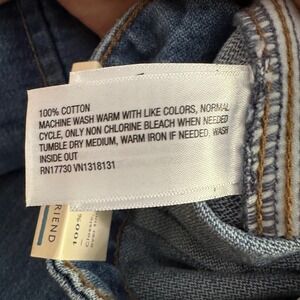 100% COTTON
MACHINE WASH WARM WITH LIKE COLORS, NORMAL
CYCLE, ONLY NON CHLORINE BLEACH WHEN NEEDED
TUMBLE DRY MEDIUM, WARM IRON IF NEEDED. WASH
INSIDE OUT
RN17730 VN1318131
RIEND
100%